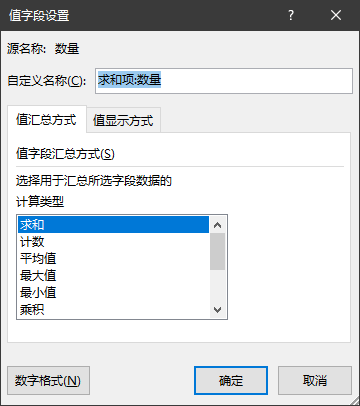 值字段设置
?
源名称: 数量
自定义名称(C): 求和项:数量
值汇总方式 值显示方式
值字段汇总方式(S)
选择用于汇总所选字段数据的
计算类型
求和
计数
平均值
最大值
最小值
乘积
数字格式(N) 确定 取消